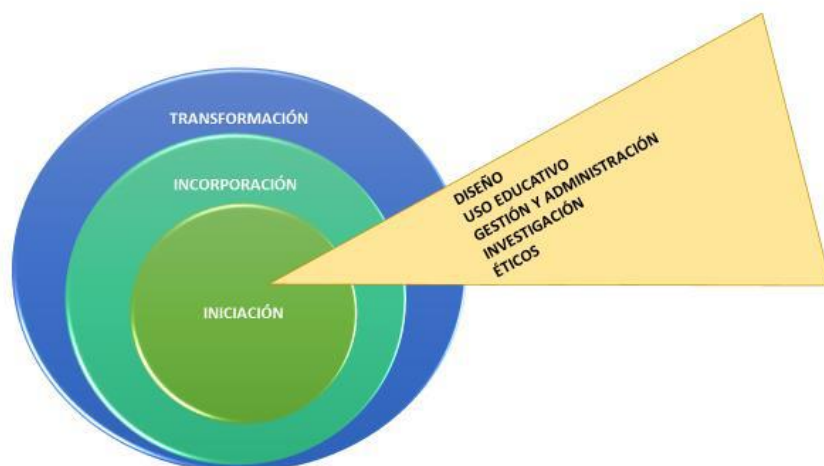 TRANSFORMACIÓN
INCORPORACIÓN
INICIACIÓN
DISEÑO
USO EDUCATIVO
GESTIÓN Y ADMINISTRACIÓN
INVESTIGACIÓN
ÉTICOS